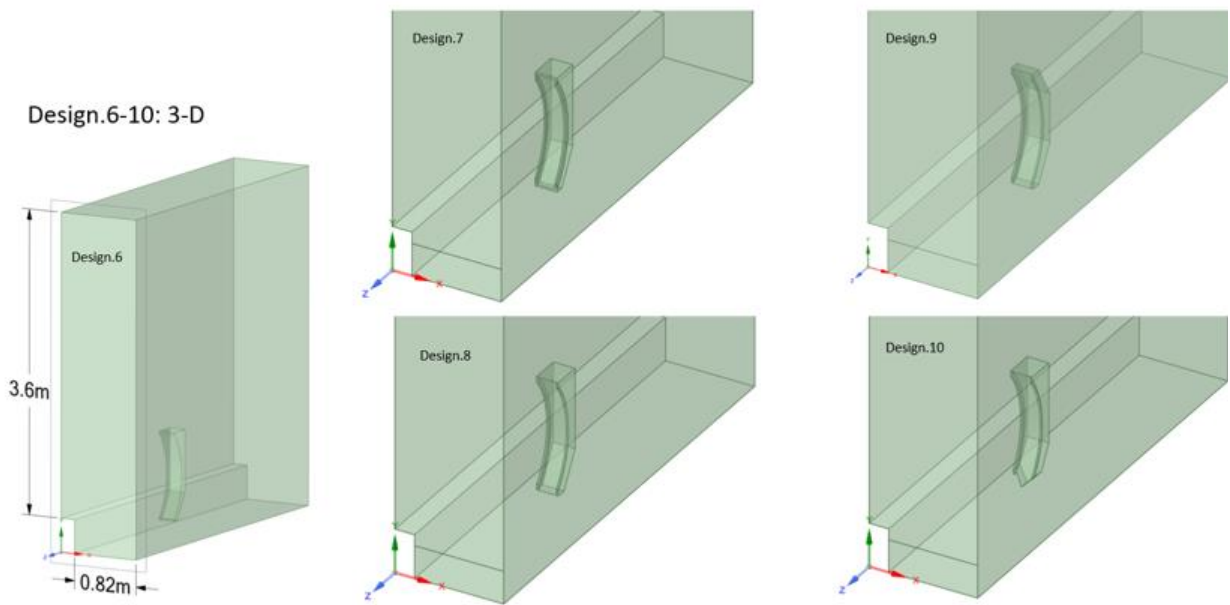 Design.6-10: 3-D
Design.6
3.6m
0.82m
Design.7
Y
X
Z
Design.8
Y
X
Z
Design.9
Design.10
Y
X
Z